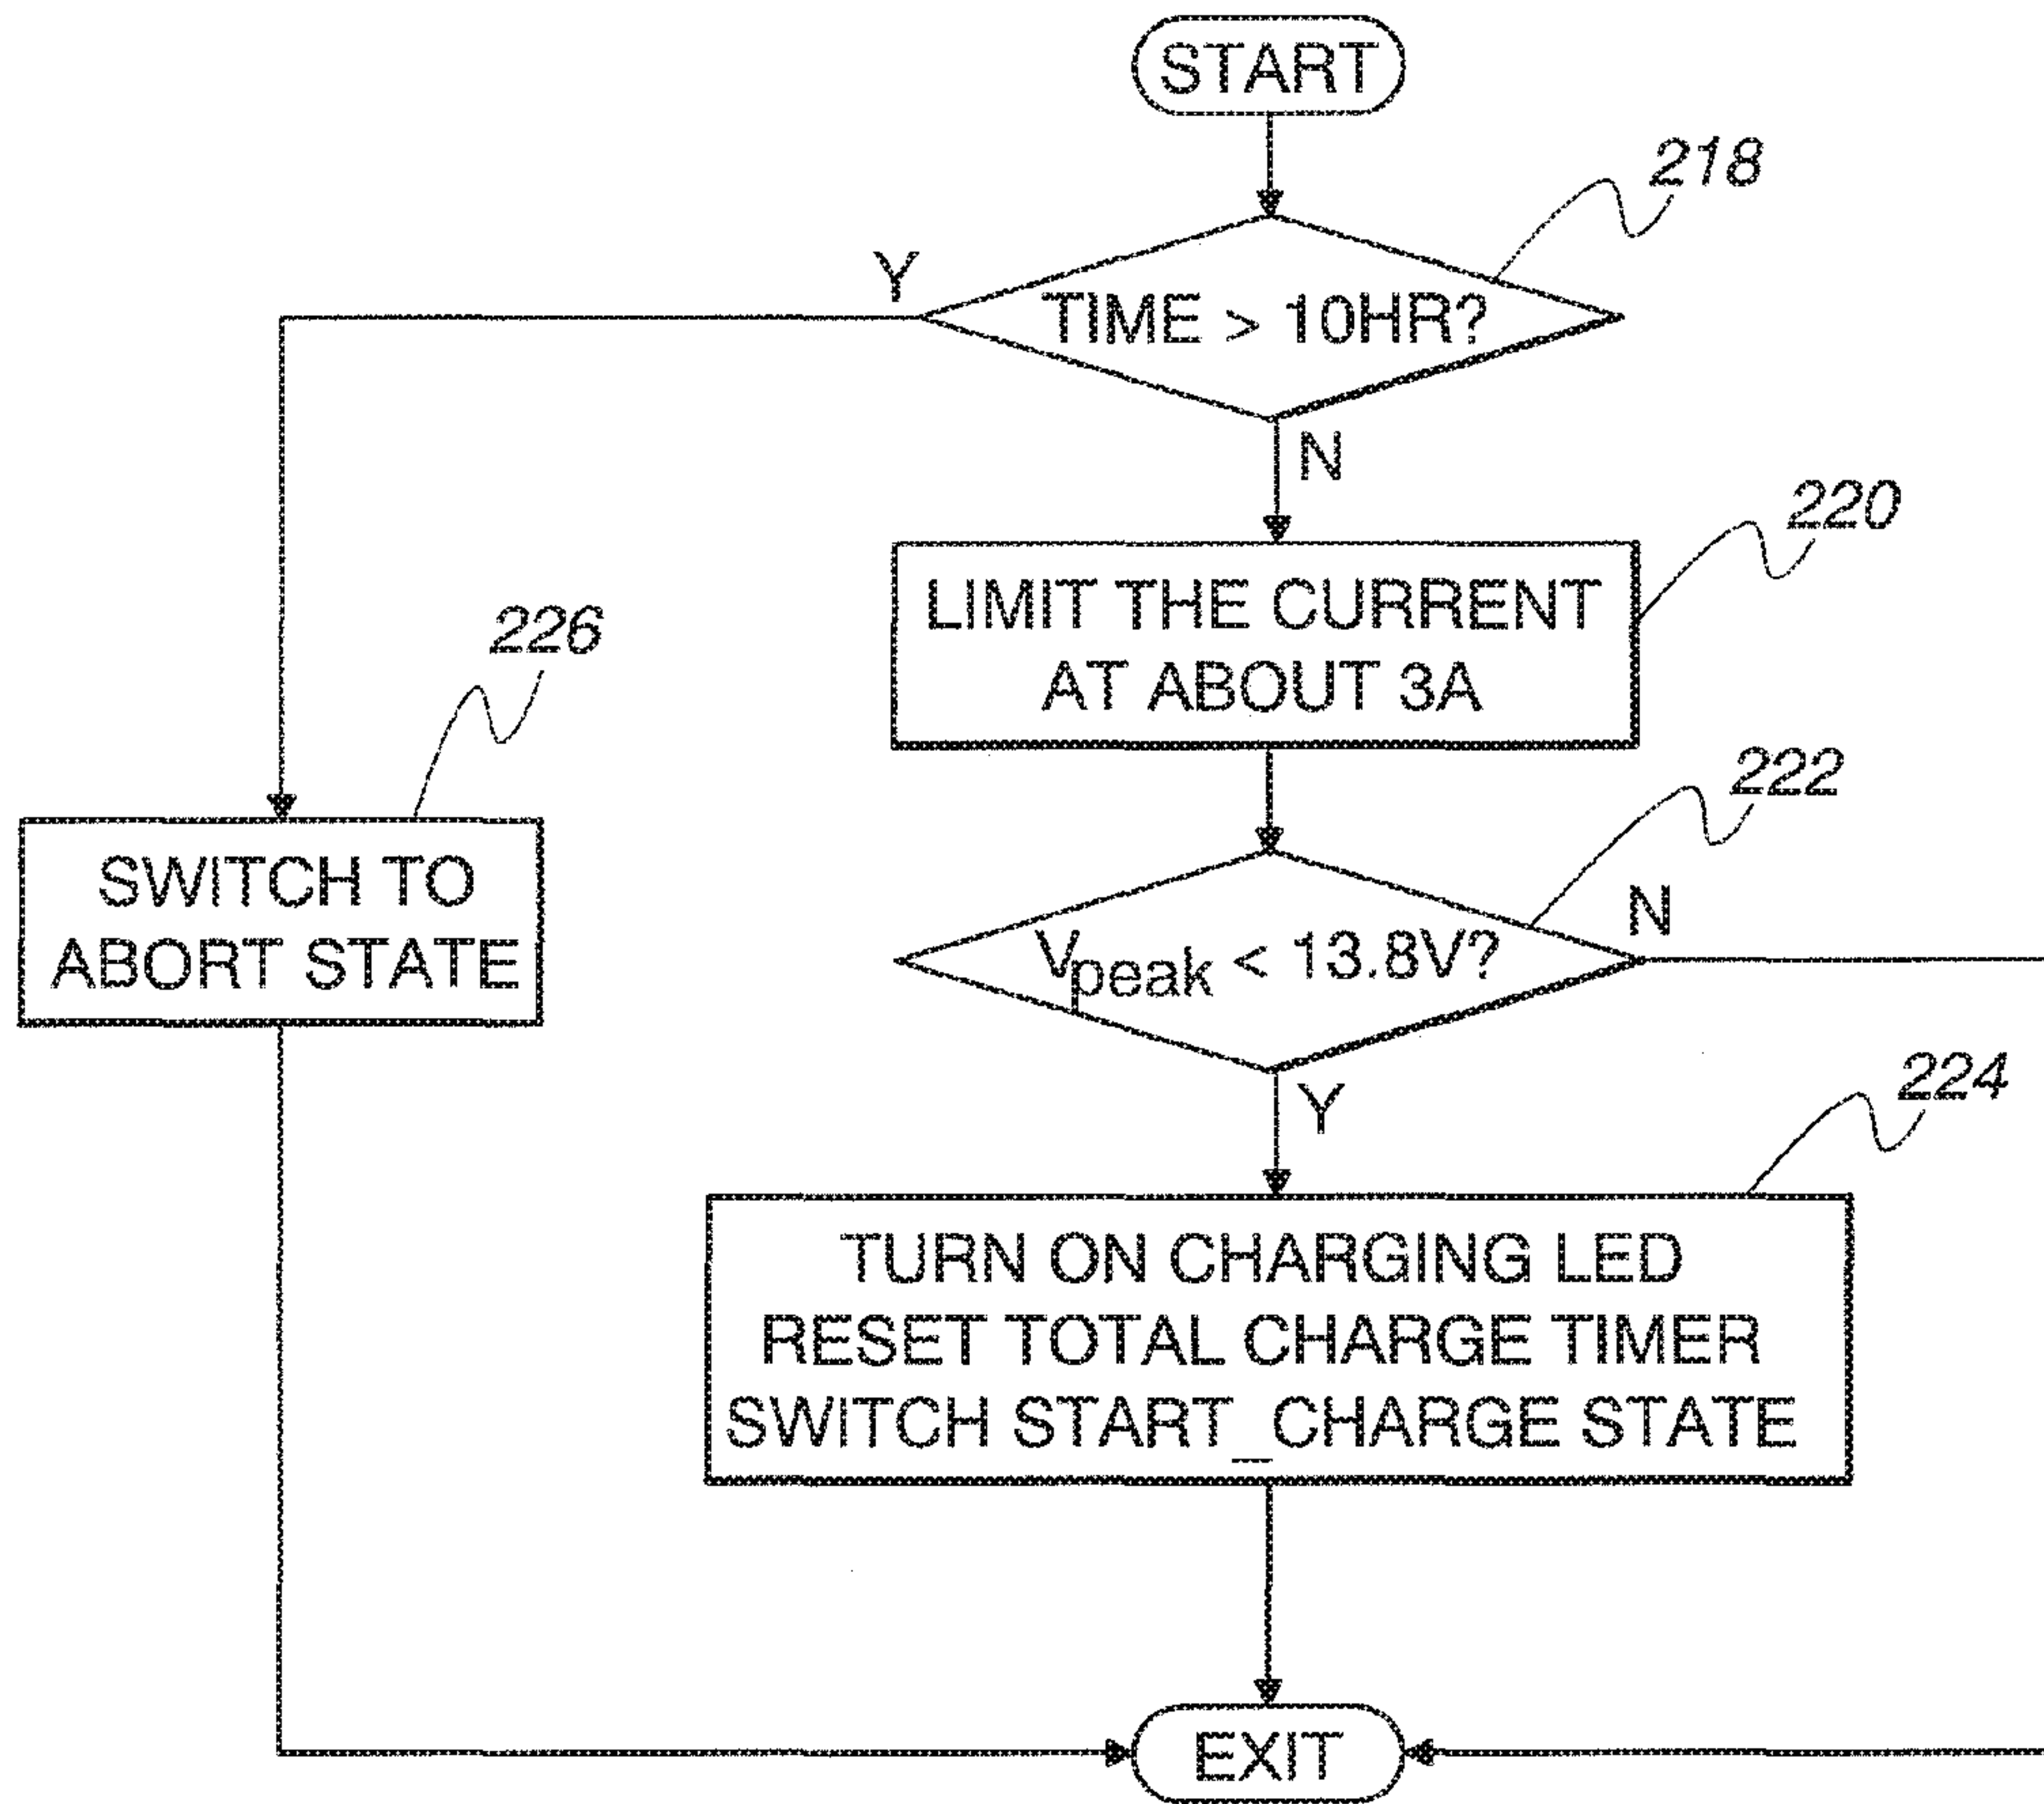 START
218
Y
TIME > 10HR?
N
220
LIMIT THE CURRENT
AT ABOUT 3A
226
222
SWITCH TO
ABORT STATE
N
Vpeak < 13.8V?
Y
224
TURN ON CHARGING LED
RESET TOTAL CHARGE TIMER
SWITCH START_CHARGE STATE
EXIT